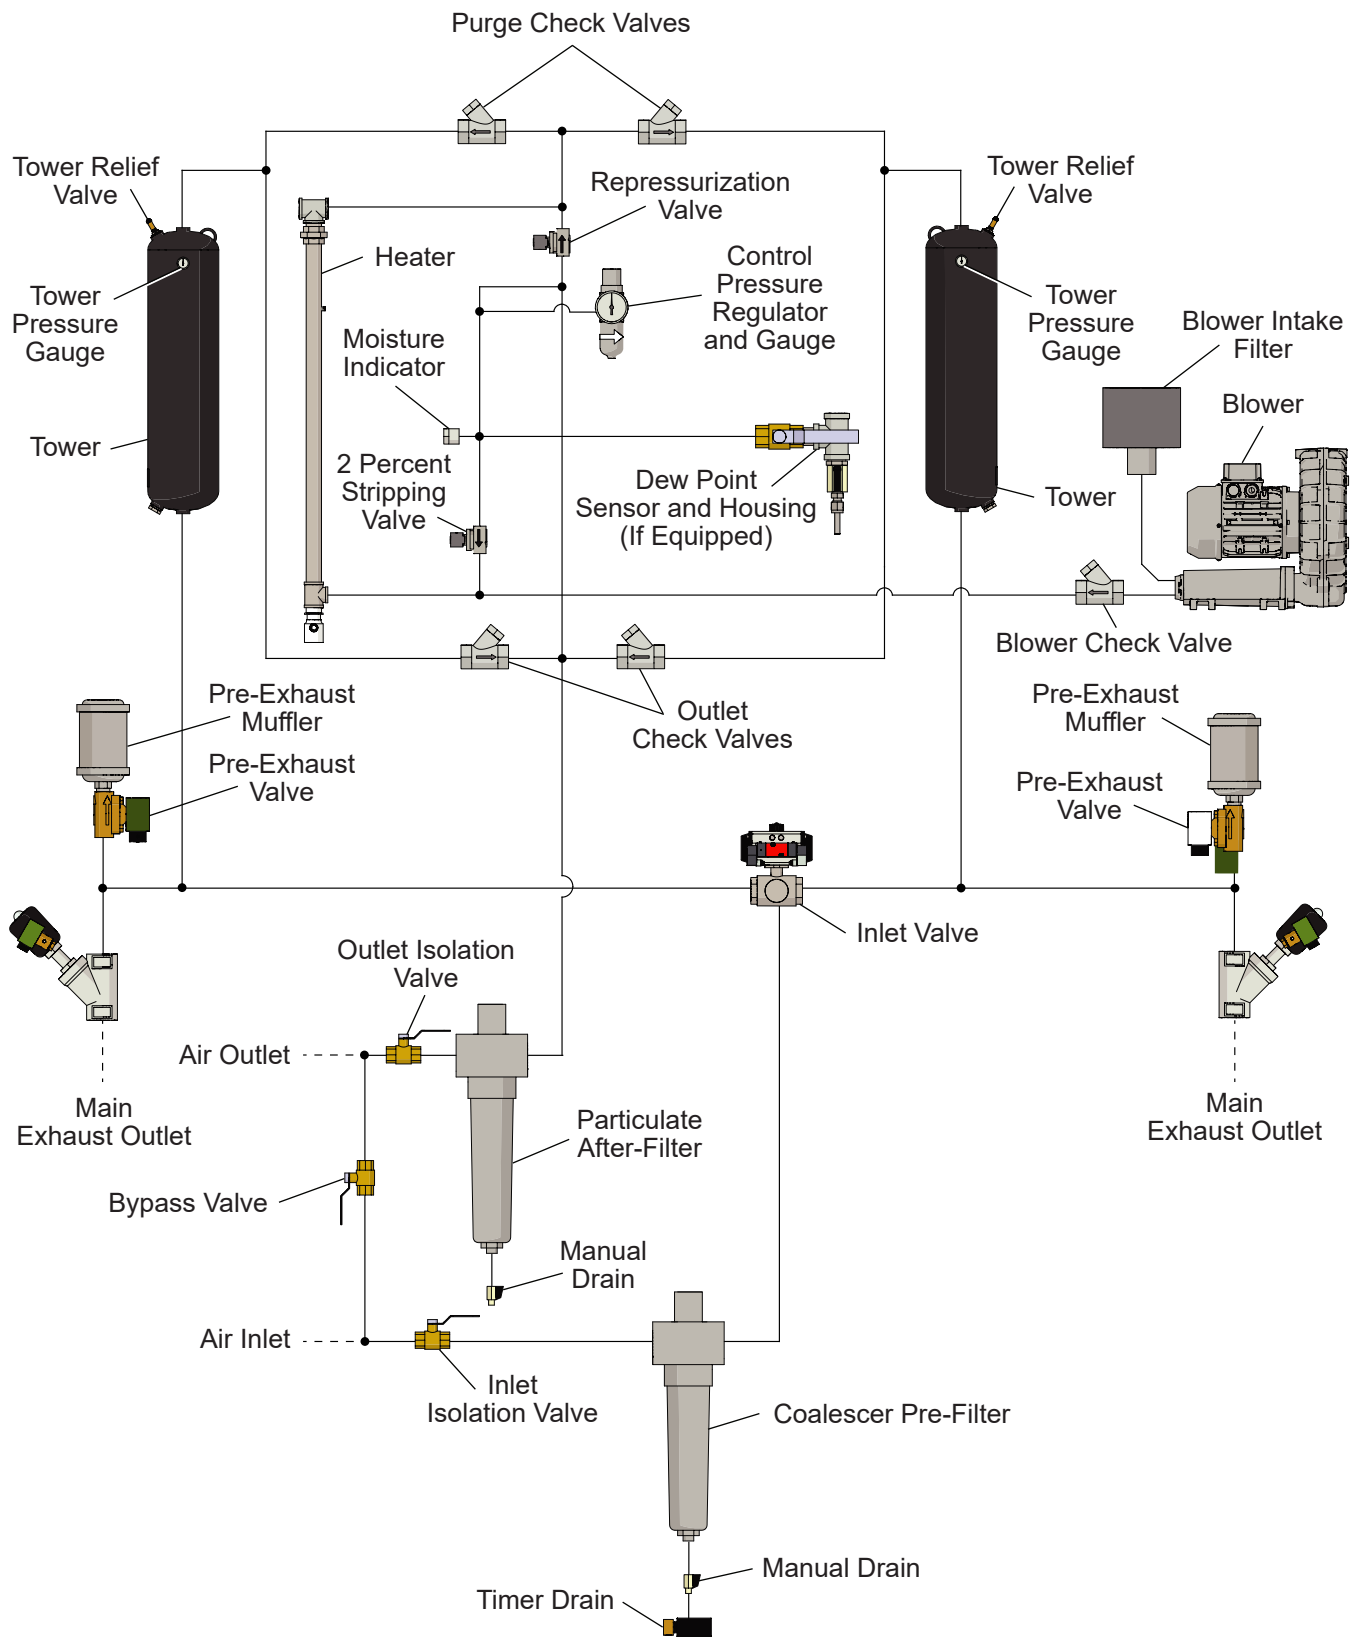 Purge Check Valves
Tower Relief
Valve
Repressurization
Valve
Tower Relief
Valve
Heater
Control
Pressure
Regulator
and Gauge
Tower
Pressure
Gauge
Tower
Pressure
Gauge
Blower Intake
Filter
Moisture
Indicator
Blower
Tower
2 Percent
Stripping
Valve
Dew Point
Sensor and Housing
(If Equipped)
Tower
Blower Check Valve
Pre-Exhaust
Muffler
Outlet
Check Valves
Pre-Exhaust
Muffler
Pre-Exhaust
Valve
Pre-Exhaust
Valve
Inlet Valve
Outlet Isolation
Valve
Air Outlet
Main
Exhaust Outlet
Particulate
After-Filter
Main
Exhaust Outlet
Bypass Valve
Manual
Drain
Air Inlet
Inlet
Isolation Valve
Coalescer Pre-Filter
Manual Drain
Timer Drain